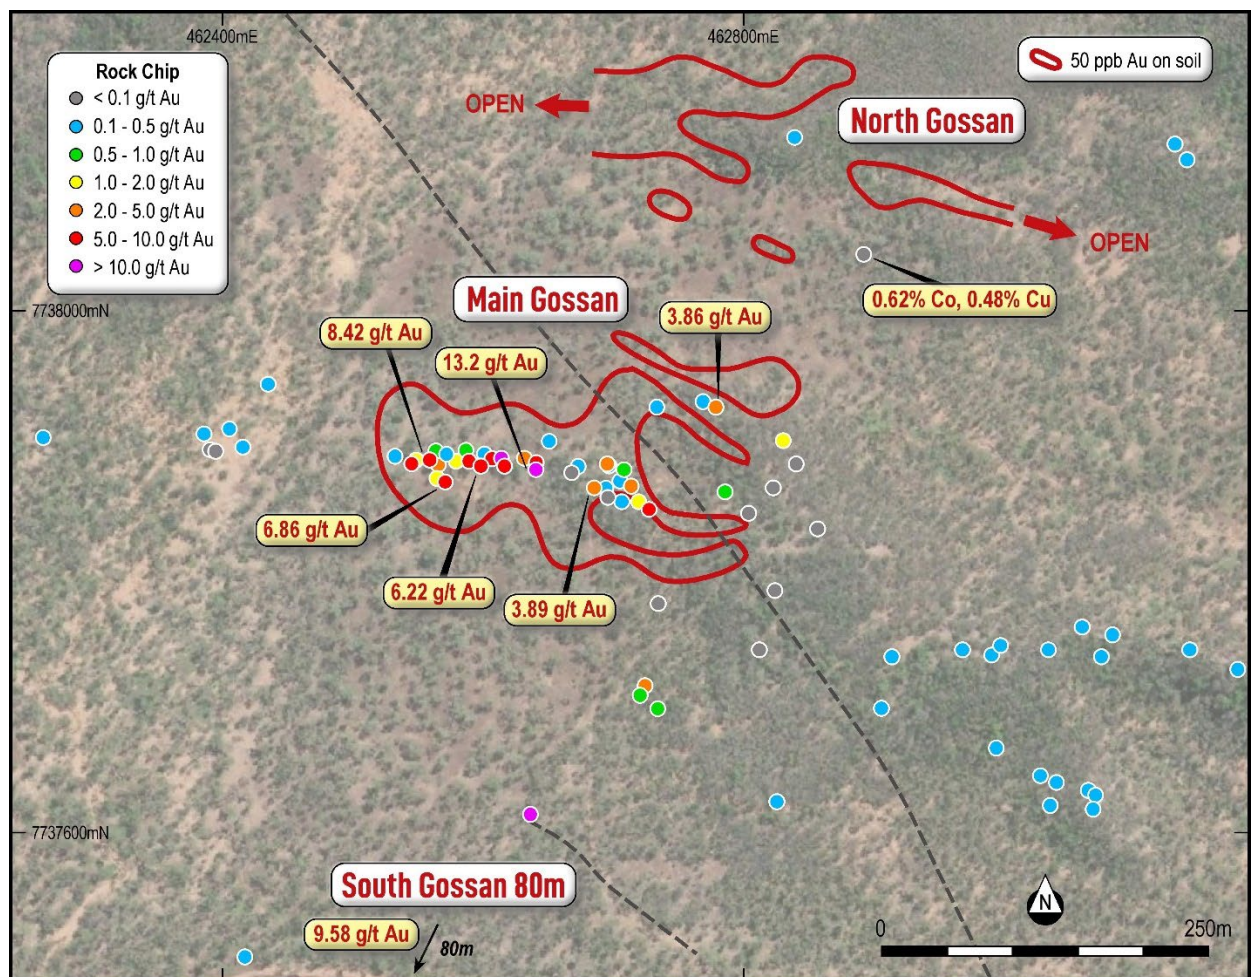 462400mE
462800mE
Rock Chip
< 0.1 g/t Au
0.1 - 0.5 g/t Au
0.5 - 1.0 g/t Au
1.0 - 2.0 g/t Au
2.0 - 5.0 g/t Au
5.0 - 10.0 g/t Au
> 10.0 g/t Au
50 ppb Au on soil
OPEN
North Gossan
OPEN
0.62% Co, 0.48% Cu
7738000mN
Main Gossan
8.42 g/t Au
3.86 g/t Au
13.2 g/t Au
6.86 g/t Au
6.22 g/t Au
3.89 g/t Au
7737600mN
South Gossan 80m
9.58 g/t Au
80m
N
0
250m